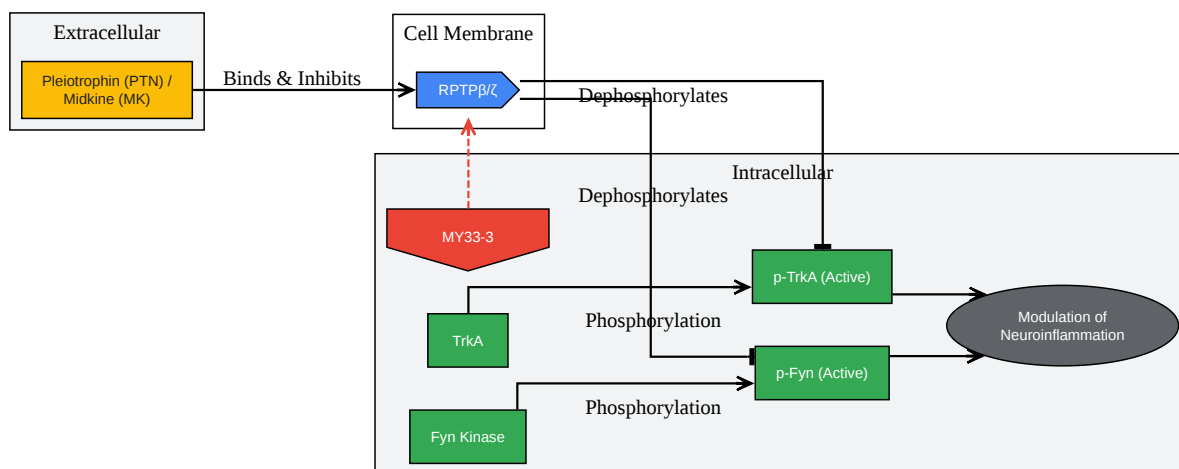 Extracellular
Pleiotrophin (PTN) /
Midkine (MK)
Binds & Inhibits
Cell Membrane
RPTPβ/ζ
Dephosphorylates
Intracellular
Dephosphorylates
MY33-3
p-TrkA (Active)
Phosphorylation
TrkA
Modulation of
Neuroinflammation
p-Fyn (Active)
Phosphorylation
Fyn Kinase